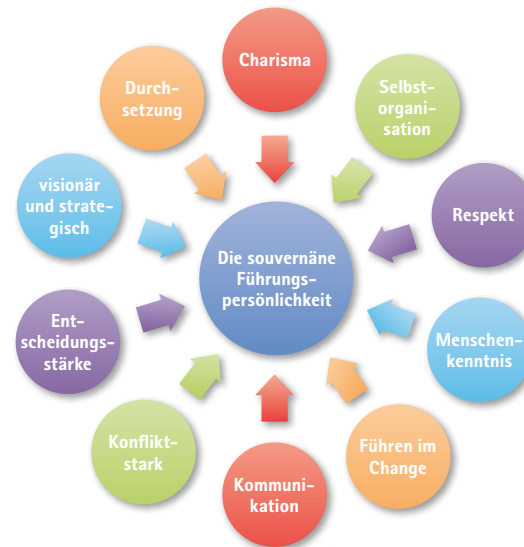 Charisma
Selbst-
organi-
sation
Respekt
Menschen-
kenntnis
Führen im
Change
Kommuni-
kation
Konflikt-
stark
Ent-
scheidungs-
stärke
visionär
und strate-
gisch
Durch-
setzung
Die souvernäne
Führungs-
persönlichkeit